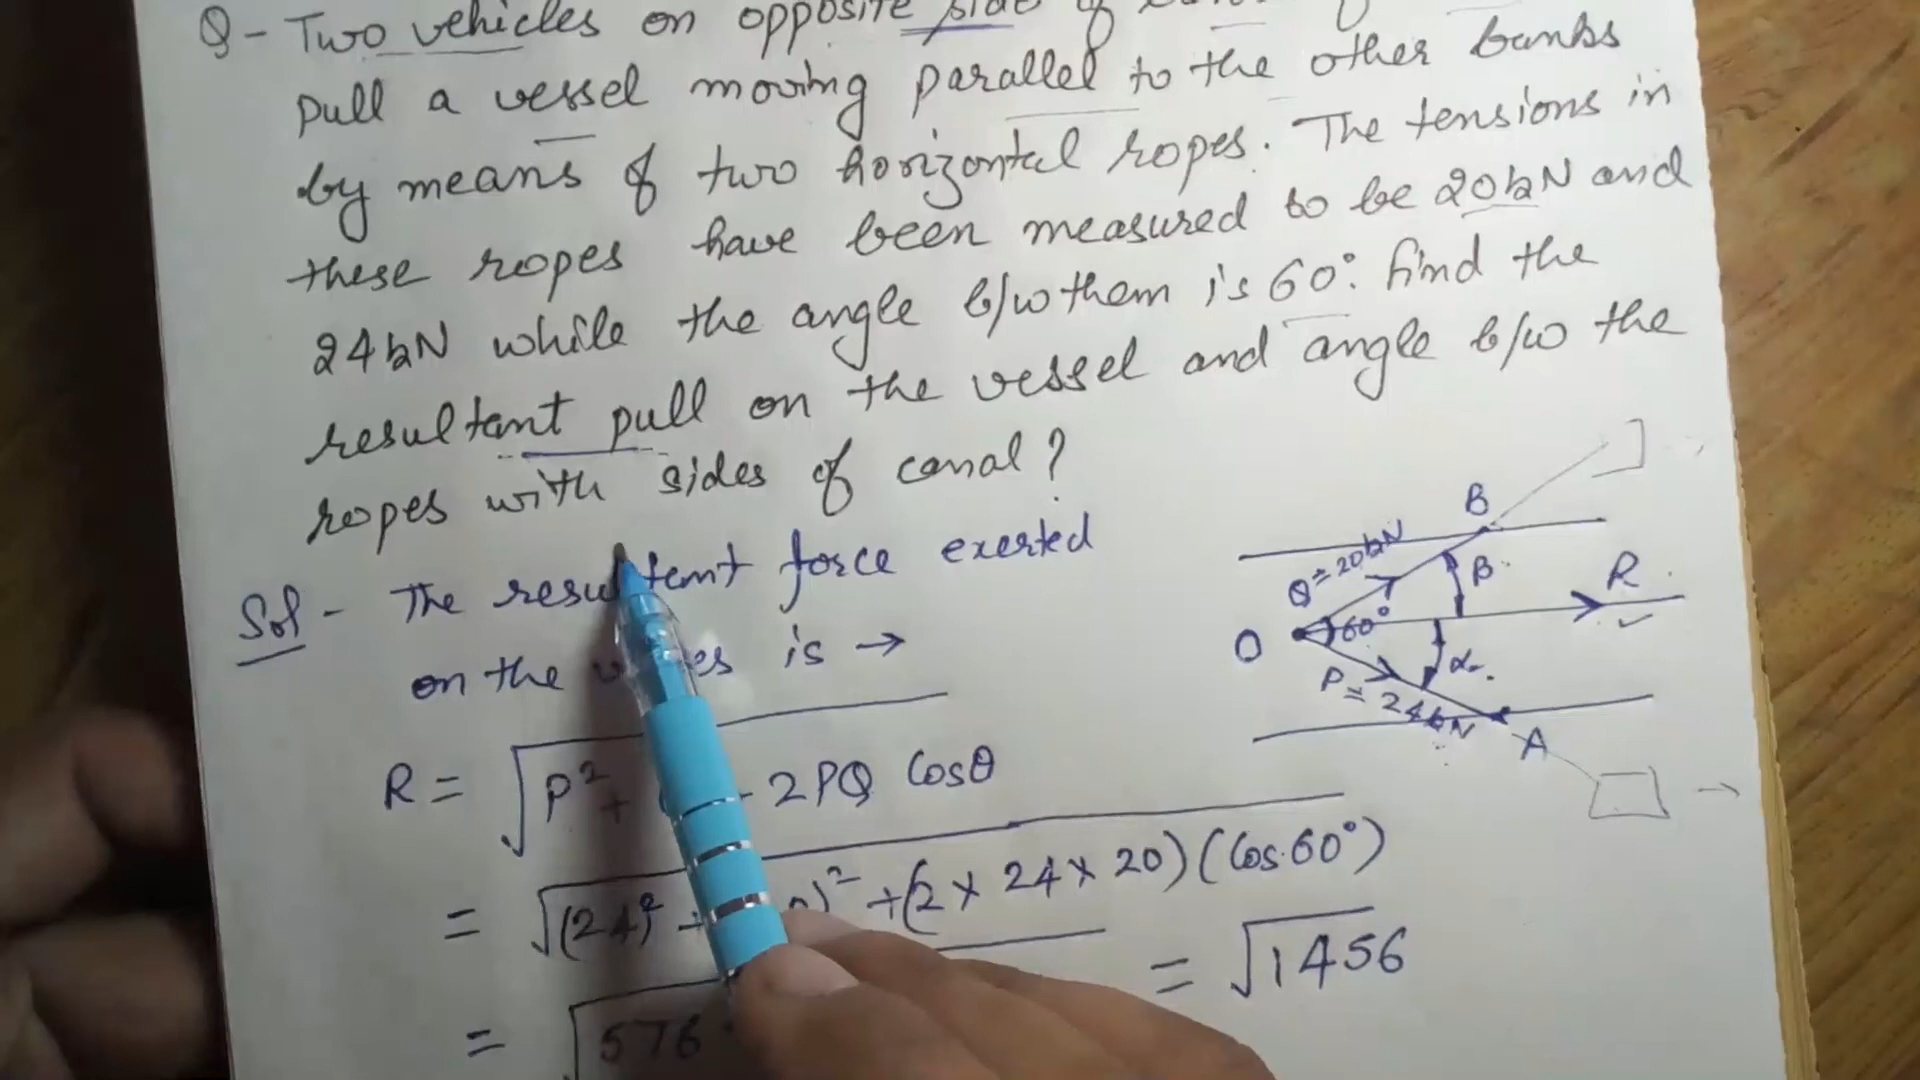 Q- Two vehicles on opposite side of
pull a vessel moving parallel to the other banks
by means of two horizontal ropes. The tensions in
these ropes have been measured to be 20kN and
24kN while the angle b/w them is 60°. find the
resultant pull on the vessel and angle b/w the
ropes with sides of canal?
Sol - The resultant force exerted
on the is →
R = √P² + - 2PQ Cosθ
= √(24)² + )² + (2 x 24 x 20) (Cos.60°)
= √576
= √1456
B
Q = 20kN
B
R
O
60°
α
P = 24kN
A